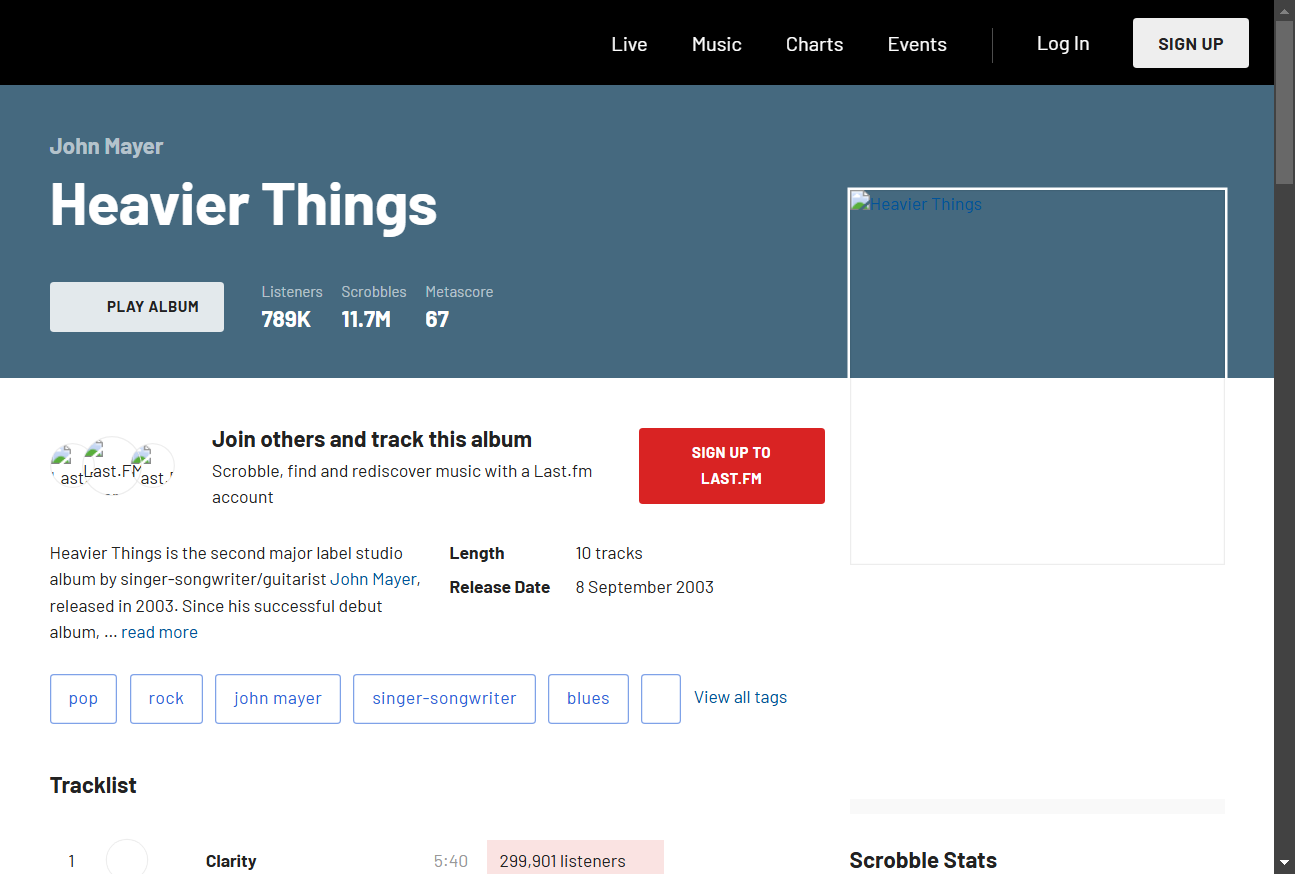 Live Music Charts Events Log In SIGN UP
John Mayer
Heavier Things
Heavier Things
PLAY ALBUM
Listeners Scrobbles Metascore
789K 11.7M 67
Join others and track this album
Scrobble, find and rediscover music with a Last.fm
account
Last.FM
SIGN UP TO
LAST.FM
Heavier Things is the second major label studio
album by singer-songwriter/guitarist John Mayer,
released in 2003. Since his successful debut
album, ... read more
Length 10 tracks
Release Date 8 September 2003
pop rock john mayer singer-songwriter blues View all tags
Tracklist
1 Clarity 5:40 299,901 listeners
Scrobble Stats